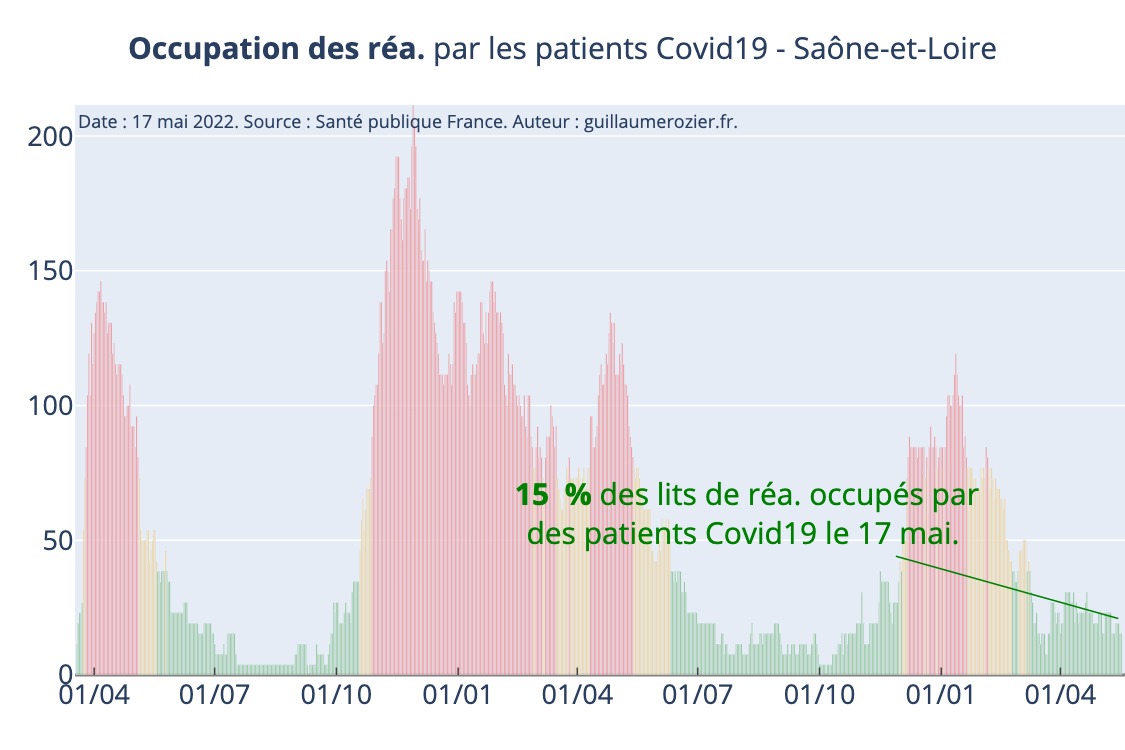 Occupation des réa. par les patients Covid19 - Saône-et-Loire
Date : 17 mai 2022. Source : Santé publique France. Auteur : guillaumerozier.fr.
200
150
100
50
0
15 % des lits de réa. occupés par
des patients Covid19 le 17 mai.
01/04 01/07 01/10 01/01 01/04 01/07 01/10 01/01 01/04